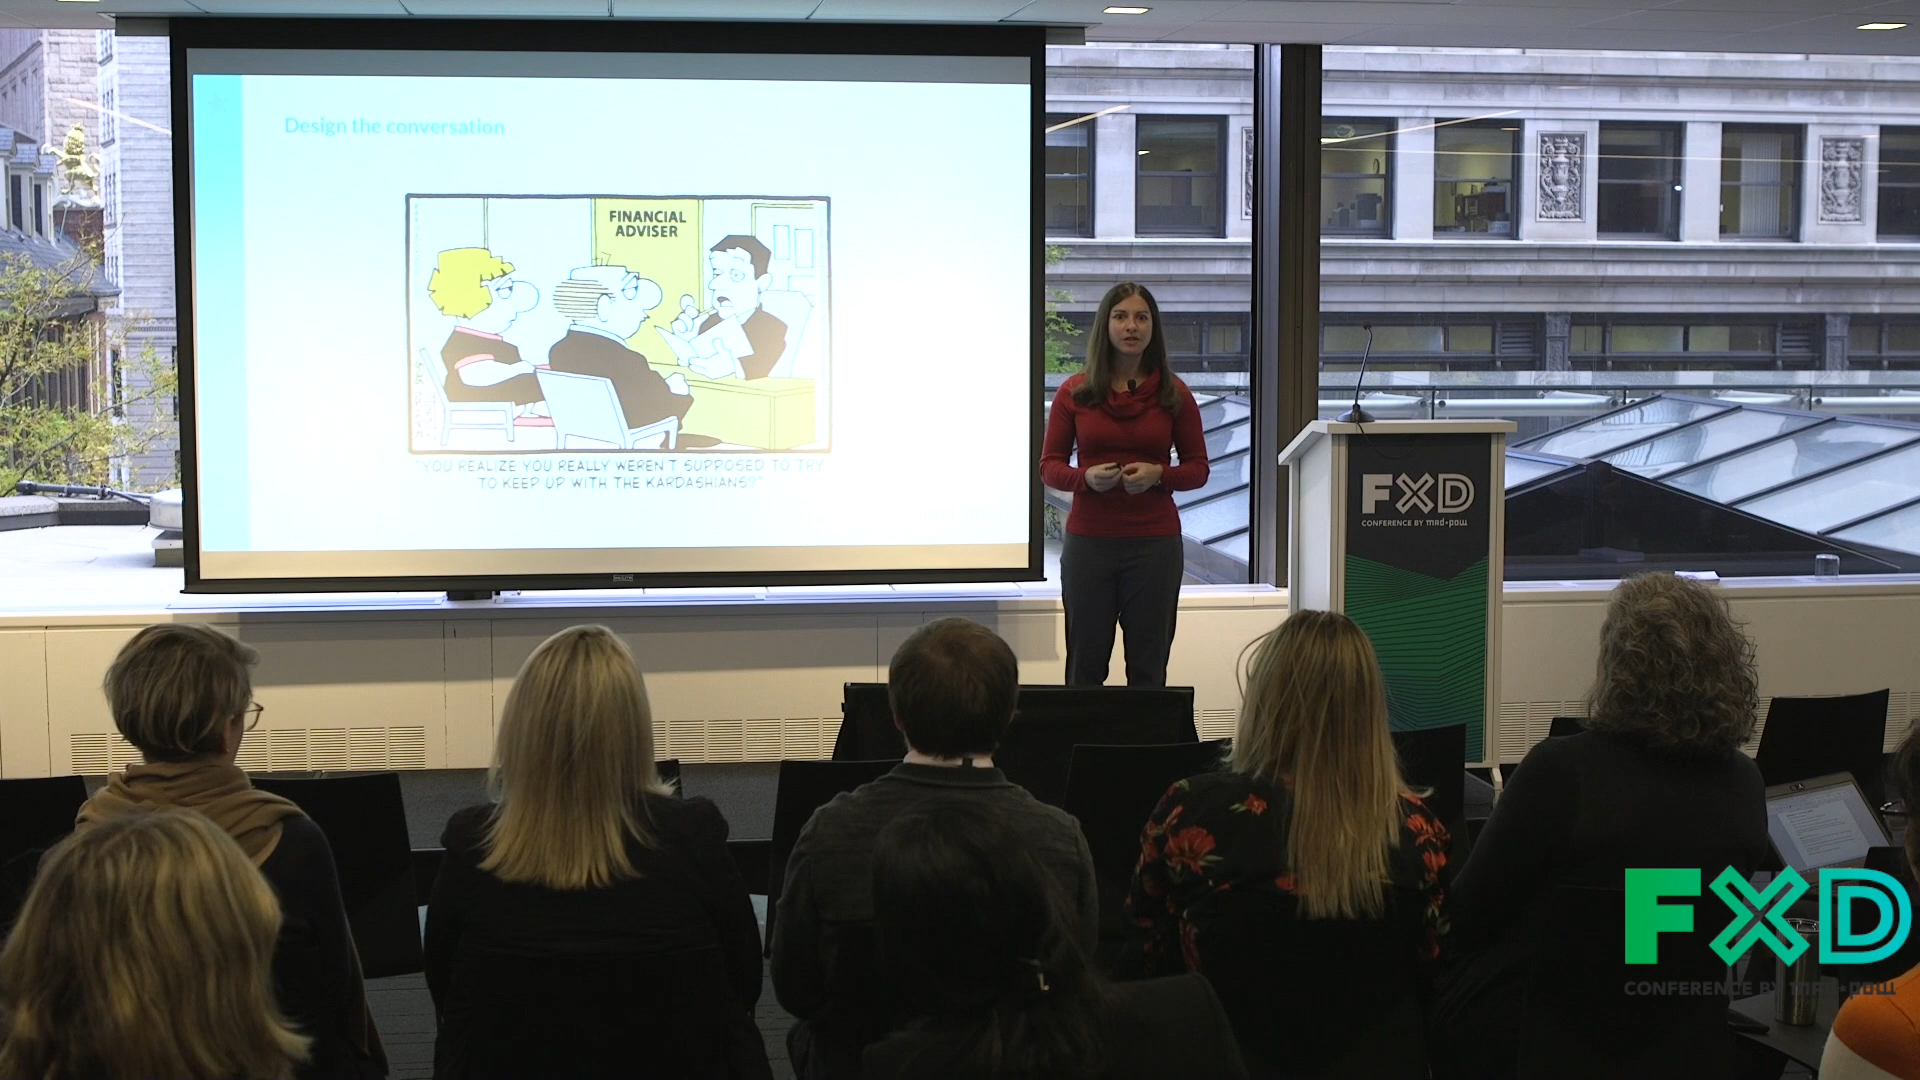 Design the conversation
FINANCIAL
ADVISER
"YOU REALIZE YOU REALLY WEREN'T SUPPOSED TO TRY
TO KEEP UP WITH THE KARDASHIANS?"
FXD
CONFERENCE BY mad*pow
FXD
CONFERENCE BY mad*pow